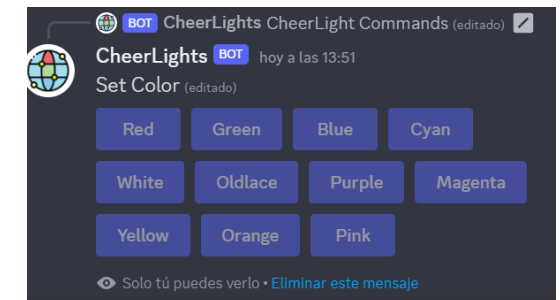 BOT CheerLights CheerLight Commands (editado)
CheerLights BOT hoy a las 13:51
Set Color (editado)
Red Green Blue Cyan
White Oldlace Purple Magenta
Yellow Orange Pink
Solo tú puedes verlo • Eliminar este mensaje